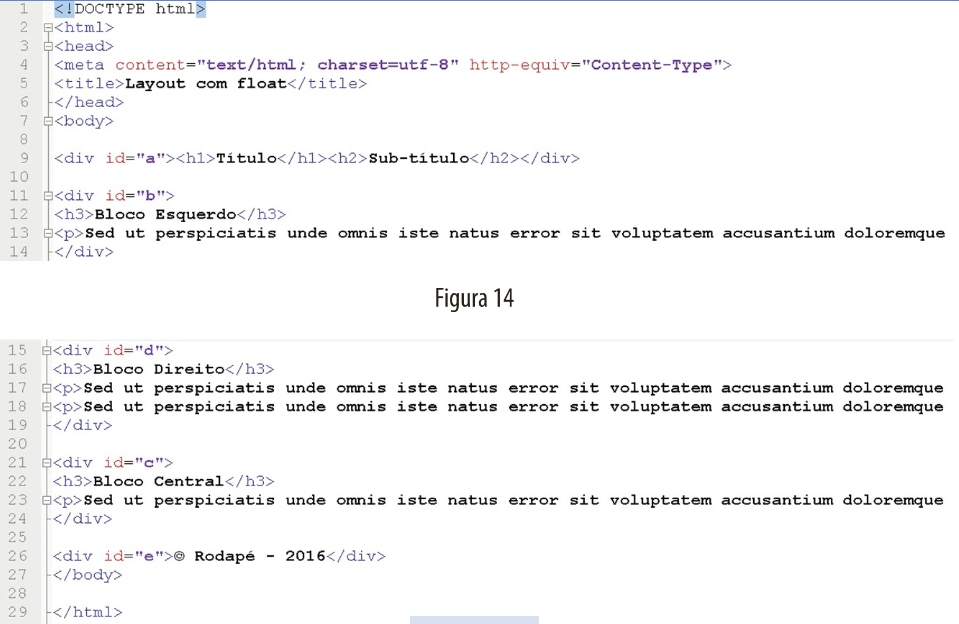 1 <!DOCTYPE html>
2 <html>
3 <head>
4 <meta content="text/html; charset=utf-8" http-equiv="Content-Type">
5 <title>Layout com float</title>
6 </head>
7 <body>
8
9 <div id="a"><h1>Título</h1><h2>Sub-título</h2></div>
10
11 <div id="b">
12 <h3>Bloco Esquerdo</h3>
13 <p>Sed ut perspiciatis unde omnis iste natus error sit voluptatem accusantium doloremque
14 </div>
Figura 14
15 <div id="d">
16 <h3>Bloco Direito</h3>
17 <p>Sed ut perspiciatis unde omnis iste natus error sit voluptatem accusantium doloremque
18 <p>Sed ut perspiciatis unde omnis iste natus error sit voluptatem accusantium doloremque
19 </div>
20
21 <div id="c">
22 <h3>Bloco Central</h3>
23 <p>Sed ut perspiciatis unde omnis iste natus error sit voluptatem accusantium doloremque
24 </div>
25
26 <div id="e">© Rodapé - 2016</div>
27 </body>
28
29 </html>